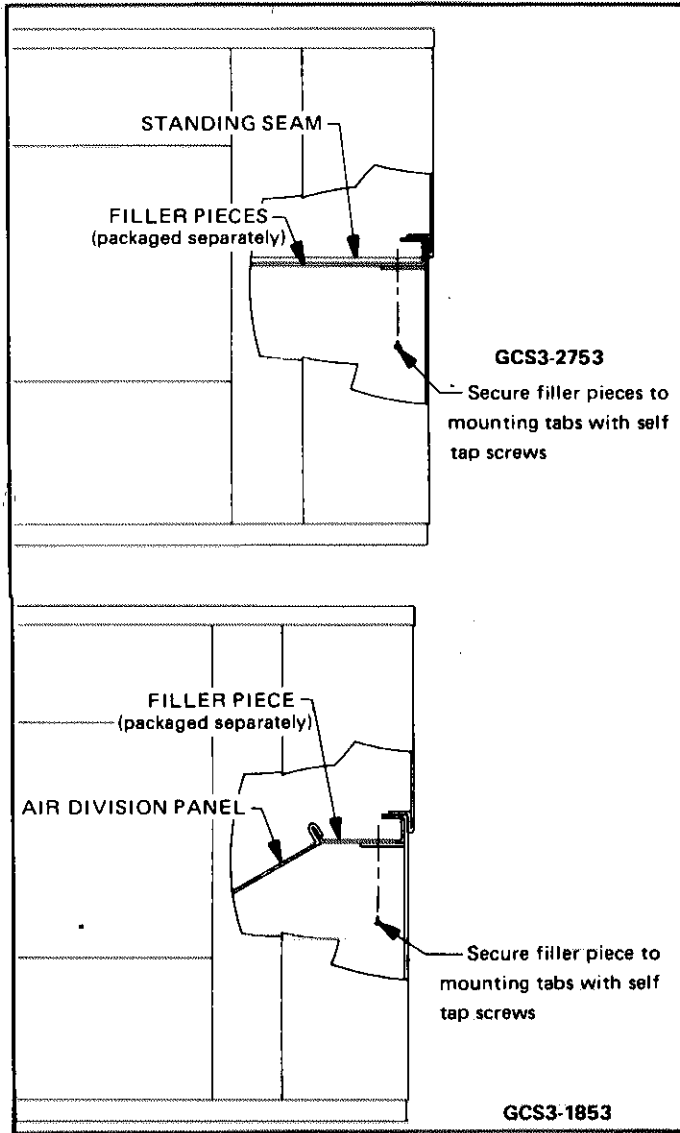 STANDING SEAM
FILLER PIECES
(packaged separately)
GCS3-2753
Secure filler pieces to
mounting tabs with self
tap screws
FILLER PIECE
(packaged separately)
AIR DIVISION PANEL
Secure filler piece to
mounting tabs with self
tap screws
GCS3-1853